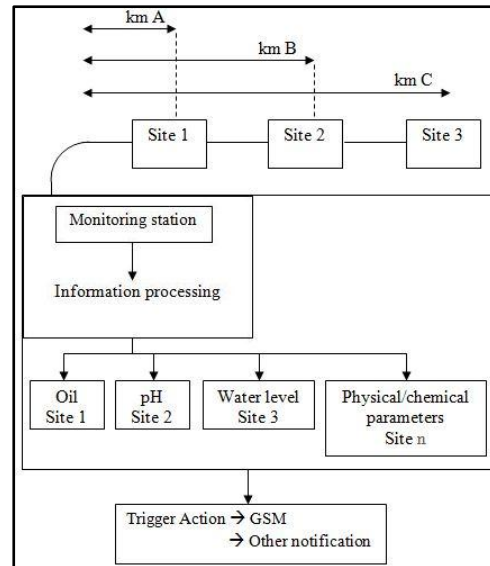 km A
km B
km C
Site 1
Site 2
Site 3
Monitoring station
Information processing
Oil
Site 1
pH
Site 2
Water level
Site 3
Physical/chemical
parameters
Site n
Trigger Action → GSM
→ Other notification